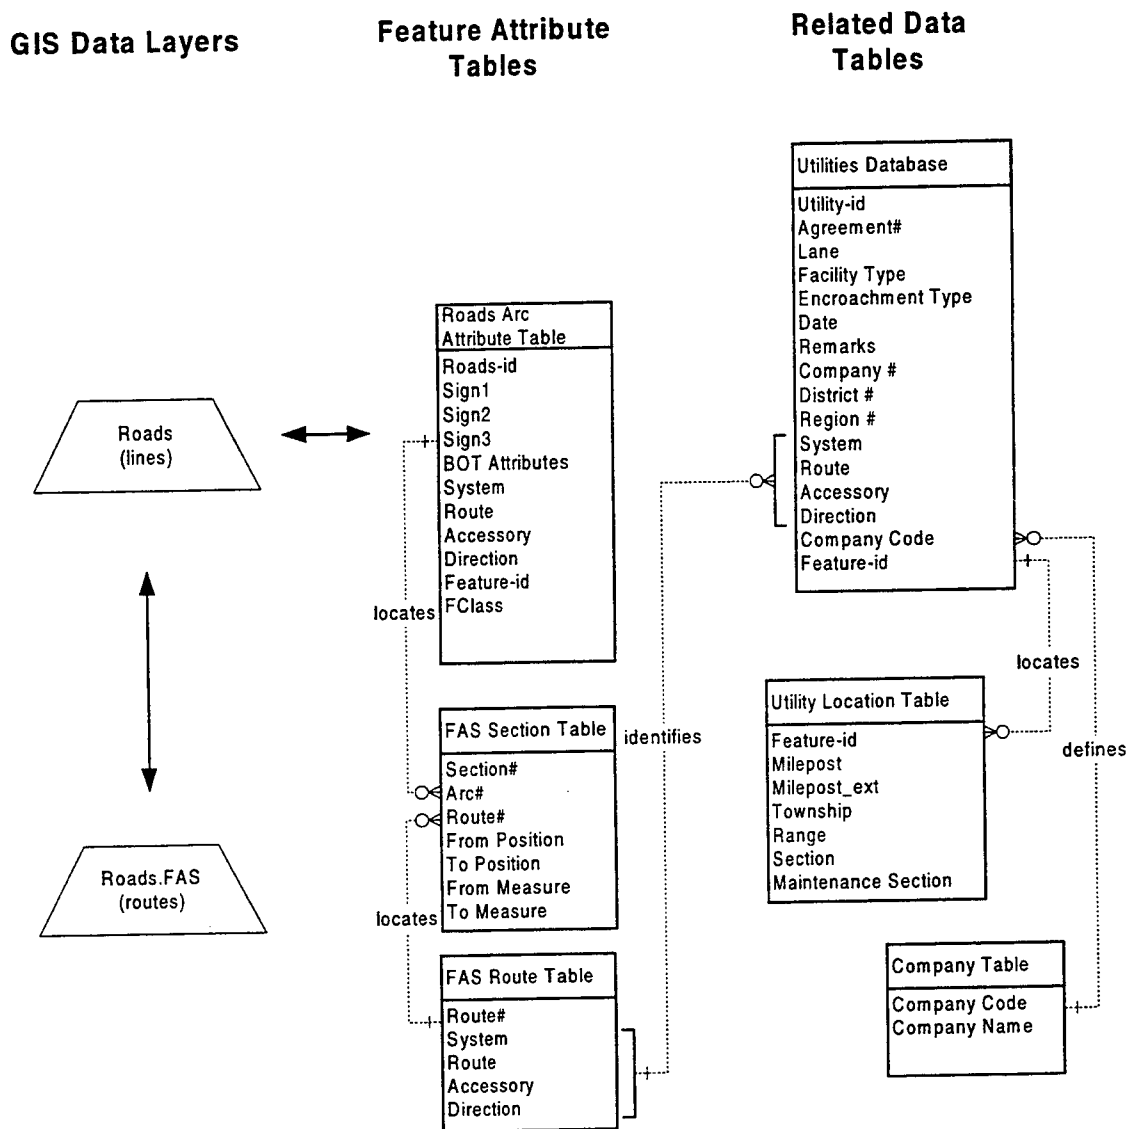 GIS Data Layers
Feature Attribute
Tables
Related Data
Tables
Roads
(lines)
Roads.FAS
(routes)
Roads Arc
Attribute Table
Roads-id
Sign1
Sign2
Sign3
BOT Attributes
System
Route
Accessory
Direction
Feature-id
FClass
locates
FAS Section Table
Section#
Arc#
Route#
From Position
To Position
From Measure
To Measure
locates
FAS Route Table
Route#
System
Route
Accessory
Direction
identifies
Utilities Database
Utility-id
Agreement#
Lane
Facility Type
Encroachment Type
Date
Remarks
Company #
District #
Region #
System
Route
Accessory
Direction
Company Code
Feature-id
locates
defines
Utility Location Table
Feature-id
Milepost
Milepost_ext
Township
Range
Section
Maintenance Section
Company Table
Company Code
Company Name